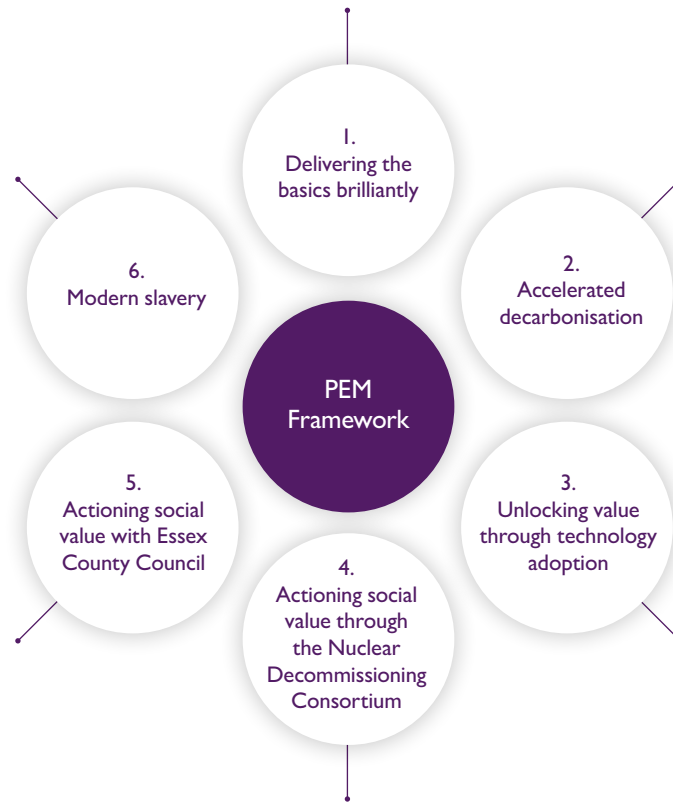 1.
Delivering the
basics brilliantly
2.
Accelerated
decarbonisation
3.
Unlocking value
through technology
adoption
4.
Actioning social
value through
the Nuclear
Decommissioning
Consortium
5.
Actioning social
value with Essex
County Council
6.
Modern slavery
PEM
Framework